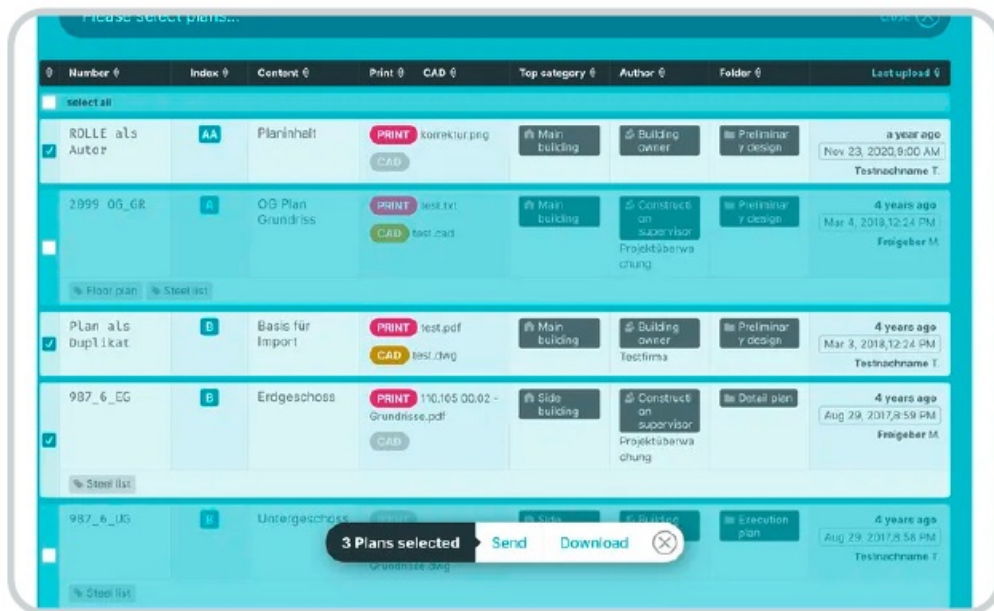 Please select plans...
Close
Number Index Content Print CAD Top category Author Folder Last upload
select all
ROLLE als Autor
AA
Planinhalt
PRINT korrektur.png
CAD
Main building
Building owner
Preliminar y design
a year ago
Nov 23, 2020, 9:00 AM
Testnachname T.
2099 OG_GR
A
OG Plan Grundriss
PRINT test.txt
CAD test.cad
Main building
Constructi on supervisor
Projektüberwa chung
Preliminar y design
4 years ago
Mar 4, 2018, 12:24 PM
Freigeber M.
Floor plan Steel list
Plan als Duplikat
B
Basis für Import
PRINT test.pdf
CAD test.dwg
Main building
Building owner
Testfirma
Preliminar y design
4 years ago
Mar 3, 2018, 12:24 PM
Testnachname T.
987_6_EG
B
Erdgeschoss
PRINT 110.105 00.02 - Grundrisse.pdf
CAD
Side building
Constructi on supervisor
Projektüberwa chung
Detail plan
4 years ago
Aug 29, 2017, 8:59 PM
Freigeber M.
Steel list
987_6_UG
B
Untergeschoss
Grundrisse.dwg
Side
Building
Execution plan
4 years ago
Aug 29, 2017, 8:58 PM
Testnachname T.
3 Plans selected Send Download
Steel list